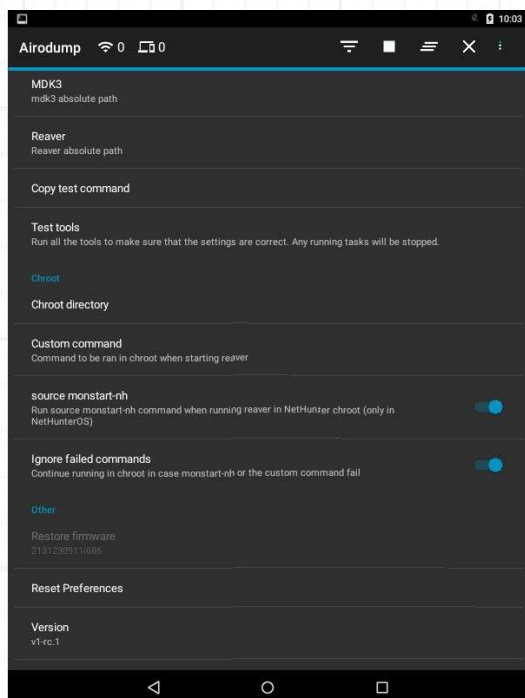 10:03
Airodump 0 0
MDK3
mdk3 absolute path
Reaver
Reaver absolute path
Copy test command
Test tools
Run all the tools to make sure that the settings are correct. Any running tasks will be stopped.
Chroot
Chroot directory
Custom command
Command to be ran in chroot when starting reaver
source monstart-nh
Run source monstart-nh command when running reaver in NetHunter chroot (only in
NetHunterOS)
Ignore failed commands
Continue running in chroot in case monstart-nh or the custom command fail
Other
Restore firmware
2131230911i686
Reset Preferences
Version
v1-rc.1